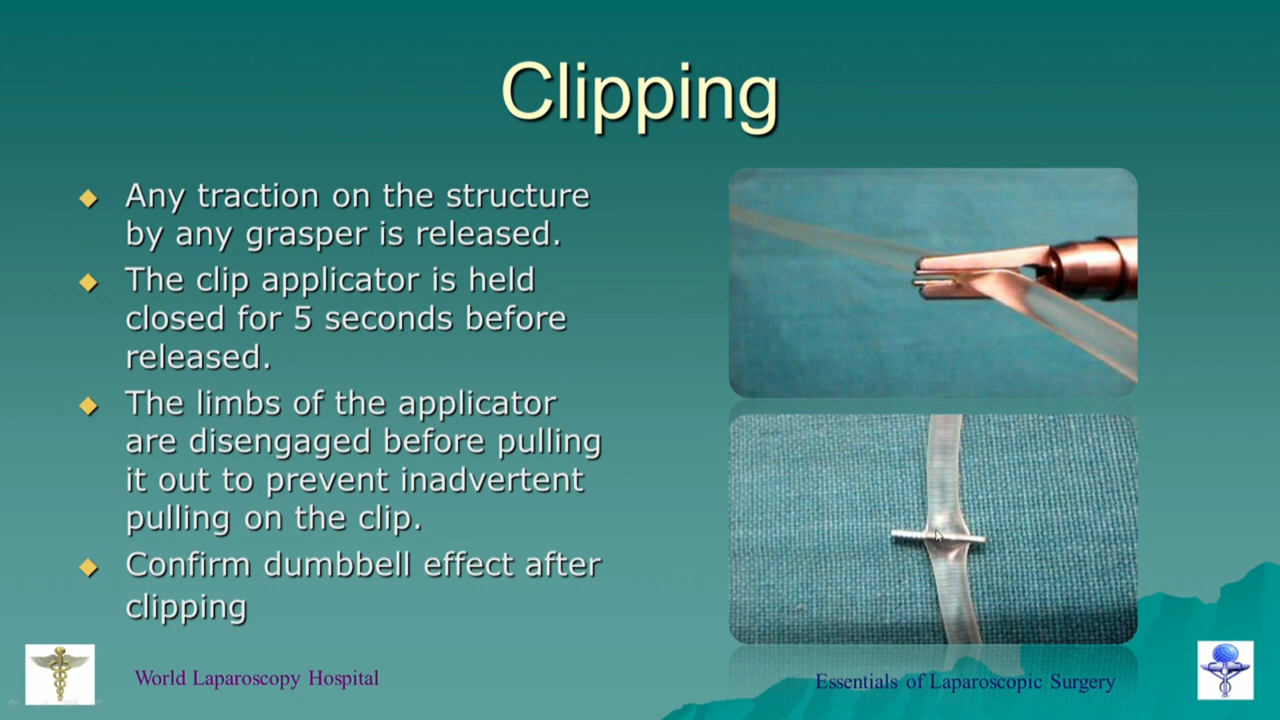 Clipping
Any traction on the structure
by any grasper is released.
The clip applicator is held
closed for 5 seconds before
released.
The limbs of the applicator
are disengaged before pulling
it out to prevent inadvertent
pulling on the clip.
Confirm dumbbell effect after
clipping
World Laparoscopy Hospital
Essentials of Laparoscopic Surgery